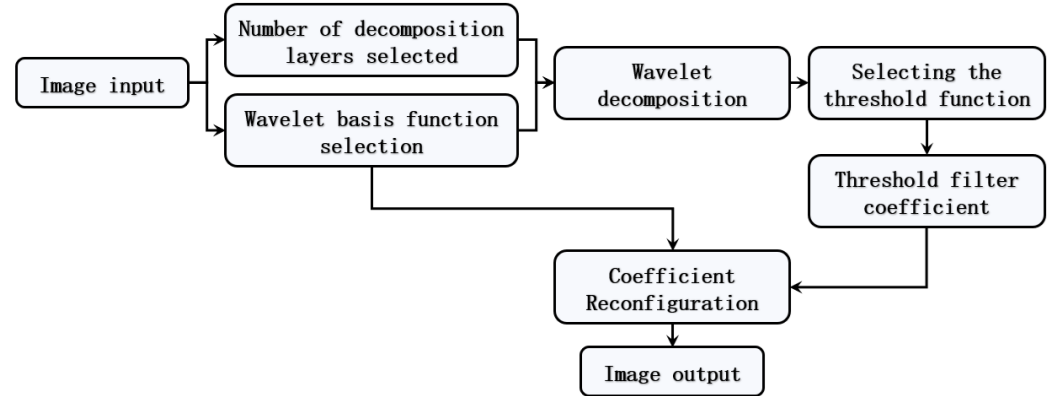 Image input
Number of decomposition
layers selected
Wavelet basis function
selection
Wavelet
decomposition
Selecting the
threshold function
Threshold filter
coefficient
Coefficient
Reconfiguration
Image output